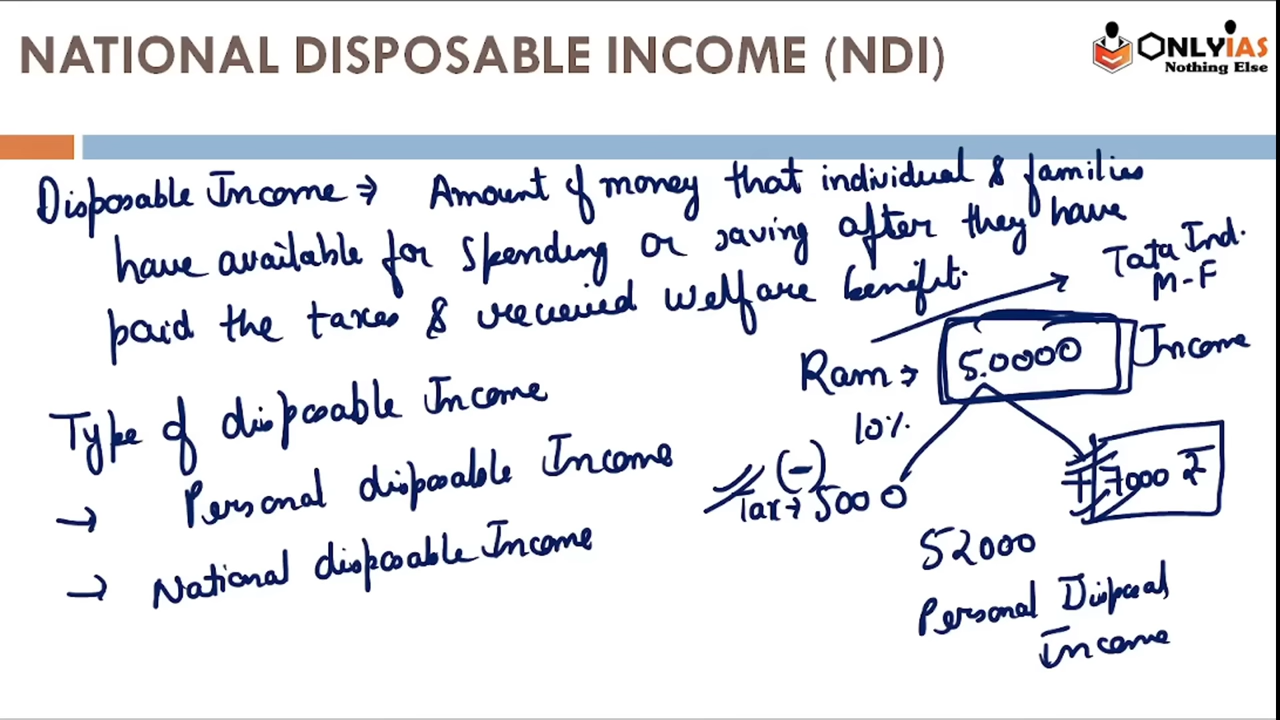 NATIONAL DISPOSABLE INCOME (NDI)
ONLYIAS
Nothing Else
Disposable Income → Amount of money that individual & families
have available for spending or saving after they have
paid the taxes & received welfare benefit.
Tata Ind.
M-F
Ram → 5.0000 Income
10%
Type of disposable Income
→ Personal disposable Income
(-)
Tax → 5000
7000
→ National disposable Income
52000
Personal Disposal
Income